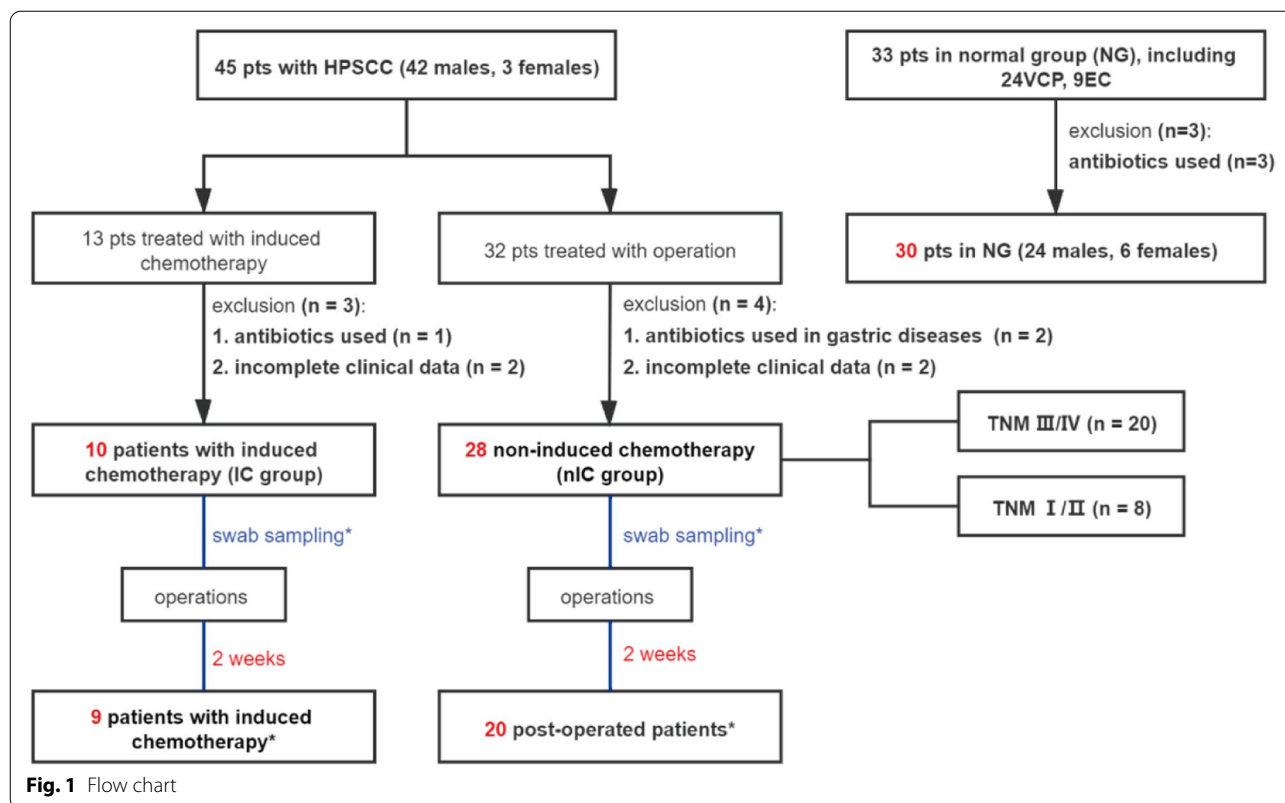 45 pts with HPSCC (42 males, 3 females)
33 pts in normal group (NG), including
24VCP, 9EC
exclusion (n=3):
antibiotics used (n=3)
13 pts treated with induced
chemotherapy
32 pts treated with operation
30 pts in NG (24 males, 6 females)
exclusion (n = 3):
1. antibiotics used (n = 1)
2. incomplete clinical data (n = 2)
exclusion (n = 4):
1. antibiotics used in gastric diseases (n = 2)
2. incomplete clinical data (n = 2)
10 patients with induced
chemotherapy (IC group)
28 non-induced chemotherapy
(nIC group)
TNM Ⅲ/Ⅳ (n = 20)
TNM Ⅰ/Ⅱ (n = 8)
swab sampling*
swab sampling*
operations
operations
2 weeks
2 weeks
9 patients with induced
chemotherapy*
20 post-operated patients*
Fig. 1 Flow chart